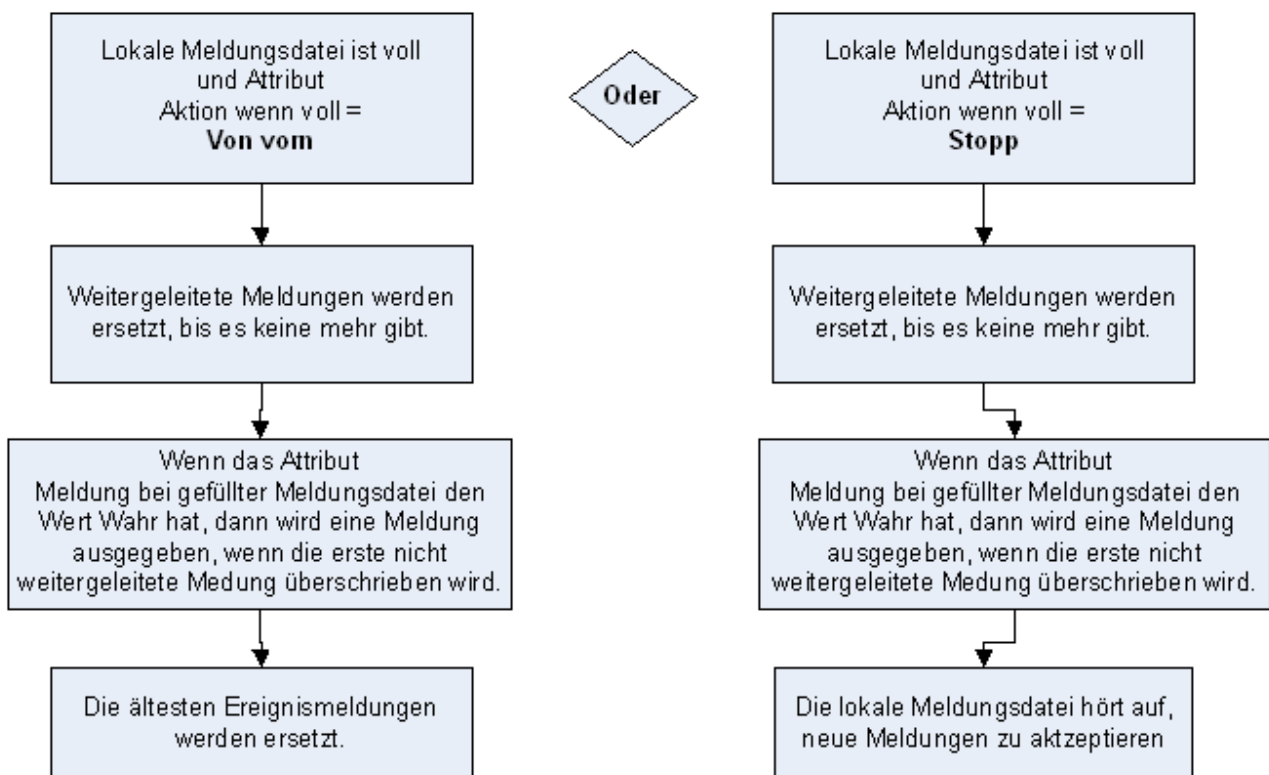 Lokale Meldungsdatei ist voll
und Attribut
Aktion wenn voll =
Von vorn
Oder
Lokale Meldungsdatei ist voll
und Attribut
Aktion wenn voll =
Stopp
Weitergeleitete Meldungen werden
ersetzt, bis es keine mehr gibt.
Weitergeleitete Meldungen werden
ersetzt, bis es keine mehr gibt.
Wenn das Attribut
Meldung bei gefüllter Meldungsdatei den
Wert Wahr hat, dann wird eine Meldung
ausgegeben, wenn die erste nicht
weitergeleitete Medung überschrieben wird.
Wenn das Attribut
Meldung bei gefüllter Meldungsdatei den
Wert Wahr hat, dann wird eine Meldung
ausgegeben, wenn die erste nicht
weitergeleitete Medung überschrieben wird.
Die ältesten Ereignismeldungen
werden ersetzt.
Die lokale Meldungsdatei hört auf,
neue Meldungen zu aktzeptieren